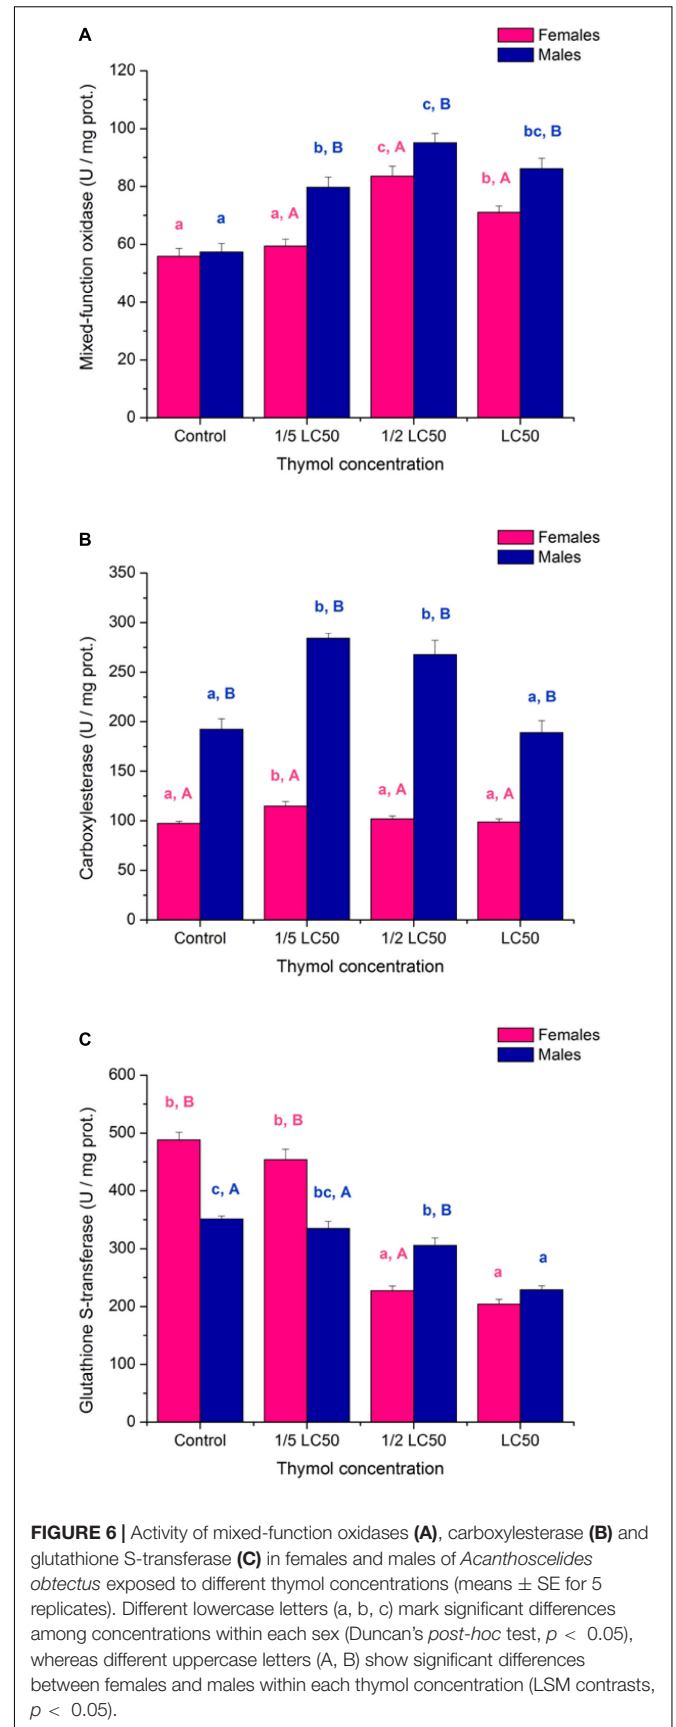 A
Females
Males
Mixed-function oxidase (U / mg prot.)
120
100
80
60
40
20
0
a
a
a, A
b, B
c, A
c, B
b, A
bc, B
Control
1/5 LC50
1/2 LC50
LC50
Thymol concentration
B
Females
Males
Carboxylesterase (U / mg prot.)
350
300
250
200
150
100
50
0
a, A
a, B
b, A
b, B
a, A
b, B
a, A
a, B
Control
1/5 LC50
1/2 LC50
LC50
Thymol concentration
C
Females
Males
Glutathione S-transferase (U / mg prot.)
600
500
400
300
200
100
0
b, B
c, A
b, B
bc, A
a, A
b, B
a
a
Control
1/5 LC50
1/2 LC50
LC50
Thymol concentration
FIGURE 6 | Activity of mixed-function oxidases (A), carboxylesterase (B) and
glutathione S-transferase (C) in females and males of Acanthoscelides
obtectus exposed to different thymol concentrations (means ± SE for 5
replicates). Different lowercase letters (a, b, c) mark significant differences
among concentrations within each sex (Duncan's post-hoc test, p < 0.05),
whereas different uppercase letters (A, B) show significant differences
between females and males within each thymol concentration (LSM contrasts,
p < 0.05).